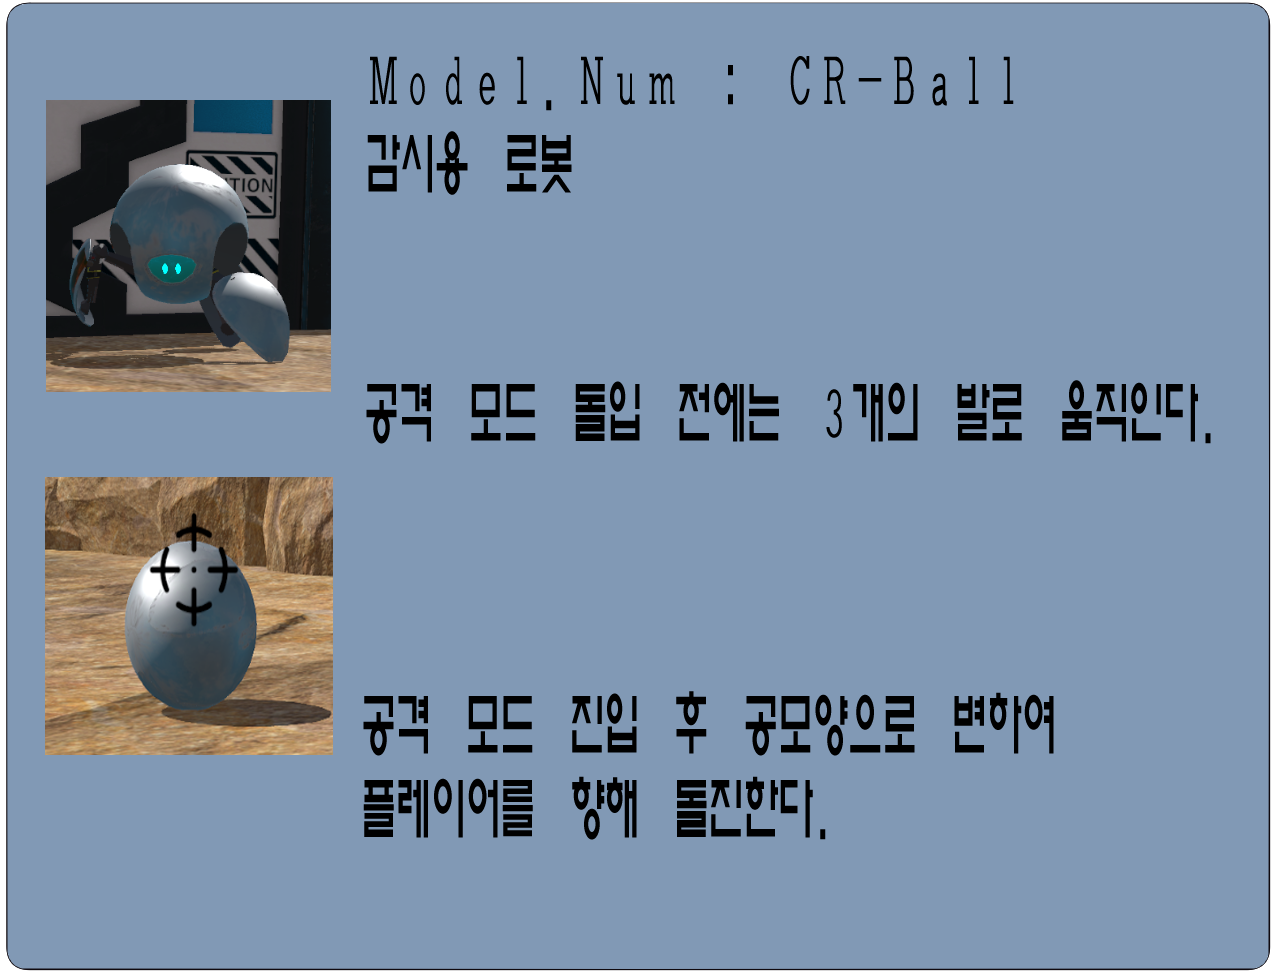 Model.Num : CR-Ball
감시용 로봇
TION
공격 모드 돌입 전에는 3개의 발로 움직인다.
공격 모드 진입 후 공모양으로 변하여
플레이어를 향해 돌진한다.